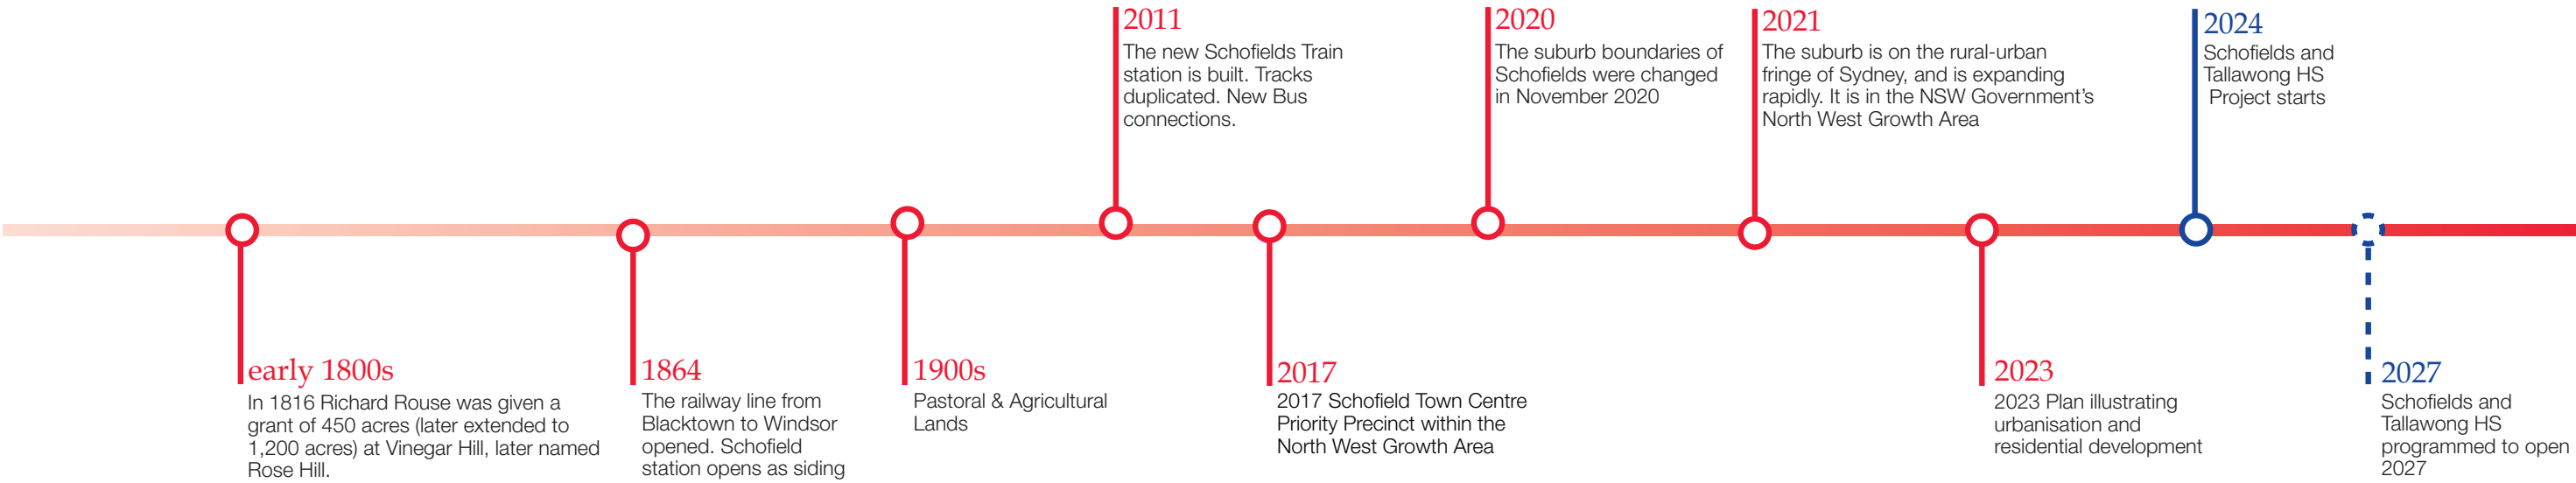 early 1800s
In 1816 Richard Rouse was given a
grant of 450 acres (later extended to
1,200 acres) at Vinegar Hill, later named
Rose Hill.
1864
The railway line from
Blacktown to Windsor
opened. Schofield
station opens as siding
1900s
Pastoral & Agricultural
Lands
2011
The new Schofields Train
station is built. Tracks
duplicated. New Bus
connections.
2017
2017 Schofield Town Centre
Priority Precinct within the
North West Growth Area
2020
The suburb boundaries of
Schofields were changed
in November 2020
2021
The suburb is on the rural-urban
fringe of Sydney, and is expanding
rapidly. It is in the NSW Government’s
North West Growth Area
2023
2023 Plan illustrating
urbanisation and
residential development
2024
Schofields and
Tallawong HS
Project starts
2027
Schofields and
Tallawong HS
programmed to open
2027